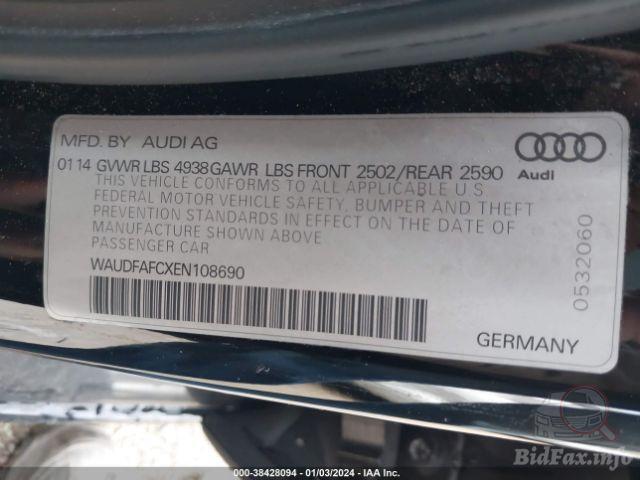 MFD. BY AUDI AG
0114 GVWR LBS 4938 GAWR LBS FRONT 2502/REAR 2590
THIS VEHICLE CONFORMS TO ALL APPLICABLE U.S.
FEDERAL MOTOR VEHICLE SAFETY, BUMPER AND THEFT
PREVENTION STANDARDS IN EFFECT ON THE DATE OF
MANUFACTURE SHOWN ABOVE
PASSENGER CAR
WAUDFAFCXEN108690
Audi
0532060
GERMANY
000-38428094 - 01/03/2024 - IAA Inc.
BidFax.info